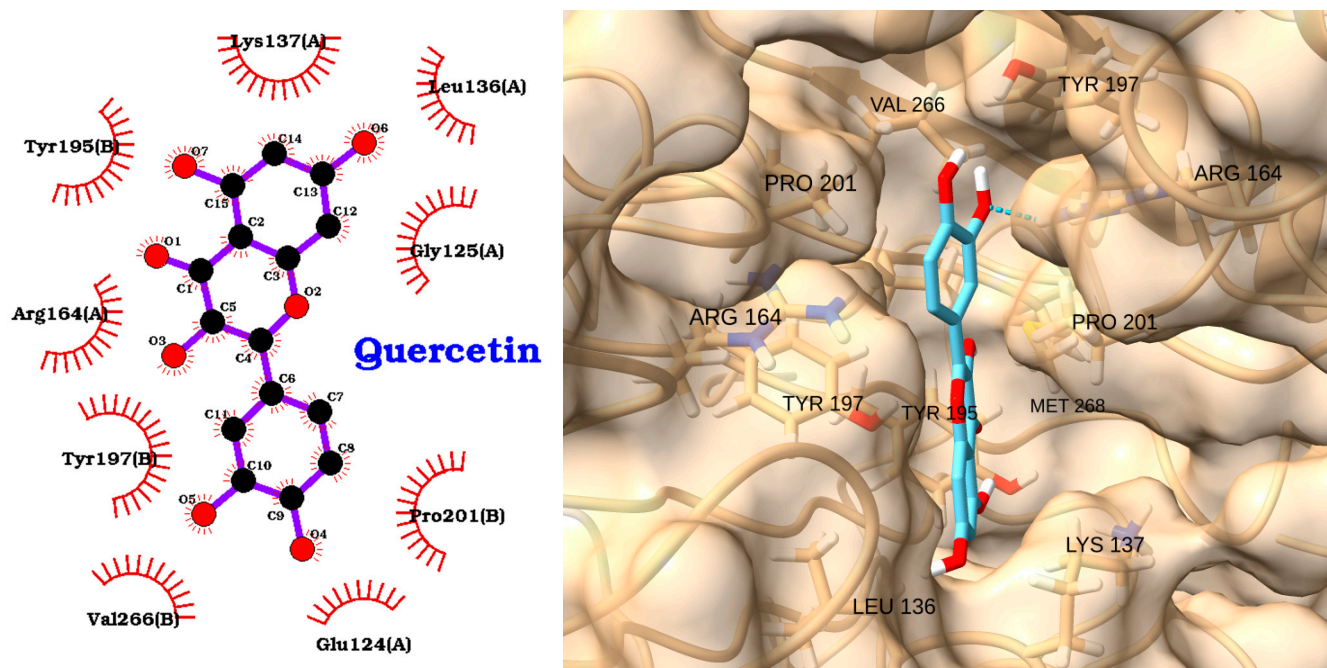 Lys137(A)
Leu136(A)
Tyr195(B)
O7
C14
O6
C15
C13
C2
C12
O1
Gly125(A)
C1
C3
O2
Arg164(A)
C5
O3
C4
Quercetin
C6
C7
C11
Tyr197(B)
C8
C10
O5
C9
Pro201(B)
O4
Val266(B)
Glu124(A)
VAL 266
TYR 197
PRO 201
ARG 164
ARG 164
PRO 201
TYR 197
TYR 195
MET 268
LYS 137
LEU 136